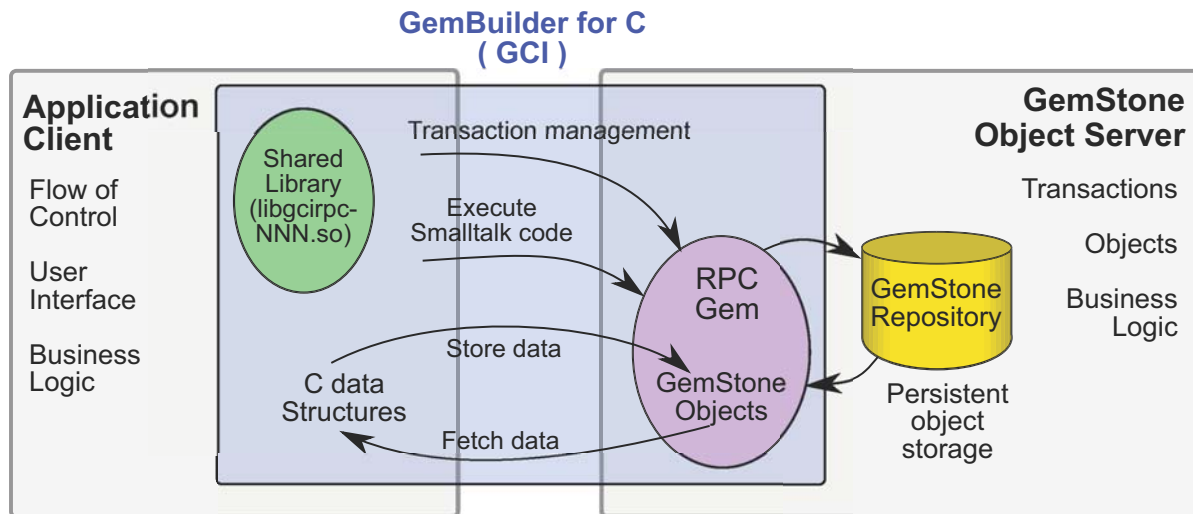 GemBuilder for C
( GCI )
Application
Client
Flow of
Control
User
Interface
Business
Logic
Shared
Library
(libgcirpc-
NNN.so)
Transaction management
Execute
Smalltalk code
Store data
C data
Structures
Fetch data
RPC
Gem
GemStone
Objects
GemStone
Repository
Persistent
object
storage
GemStone
Object Server
Transactions
Objects
Business
Logic